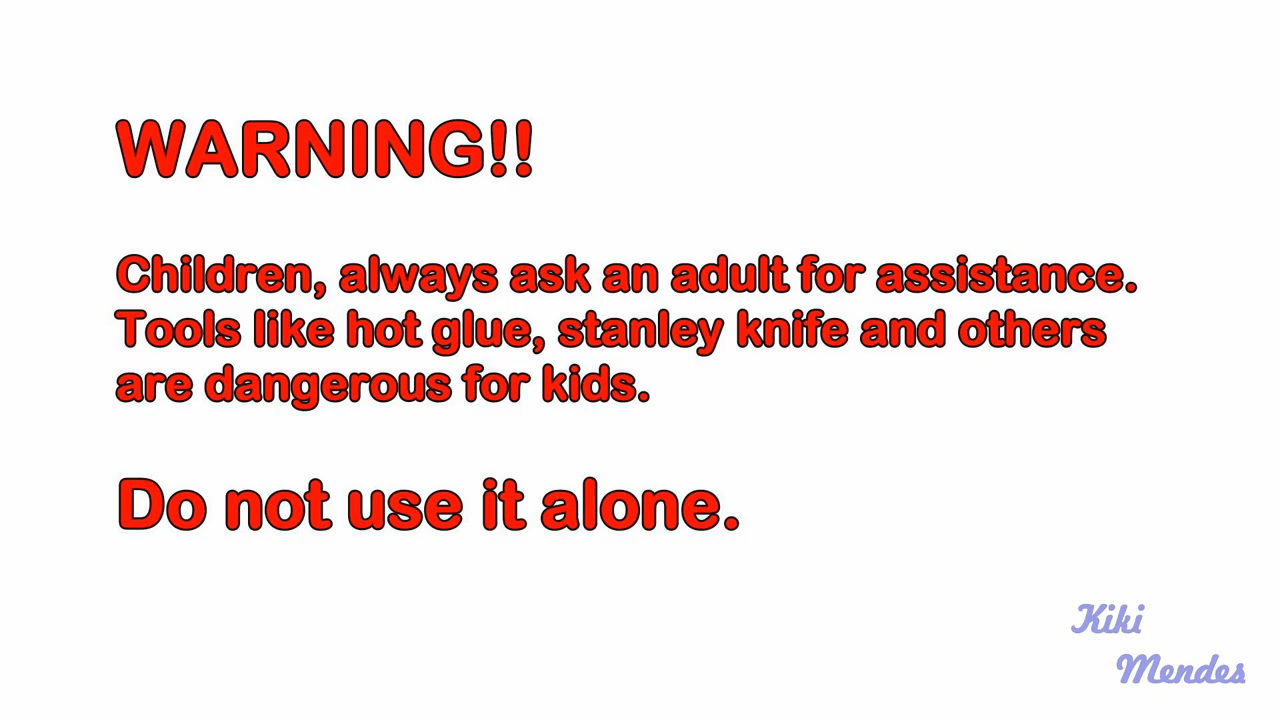 WARNING!!
Children, always ask an adult for assistance.
Tools like hot glue, stanley knife and others
are dangerous for kids.
Do not use it alone.
Kiki
Mendes